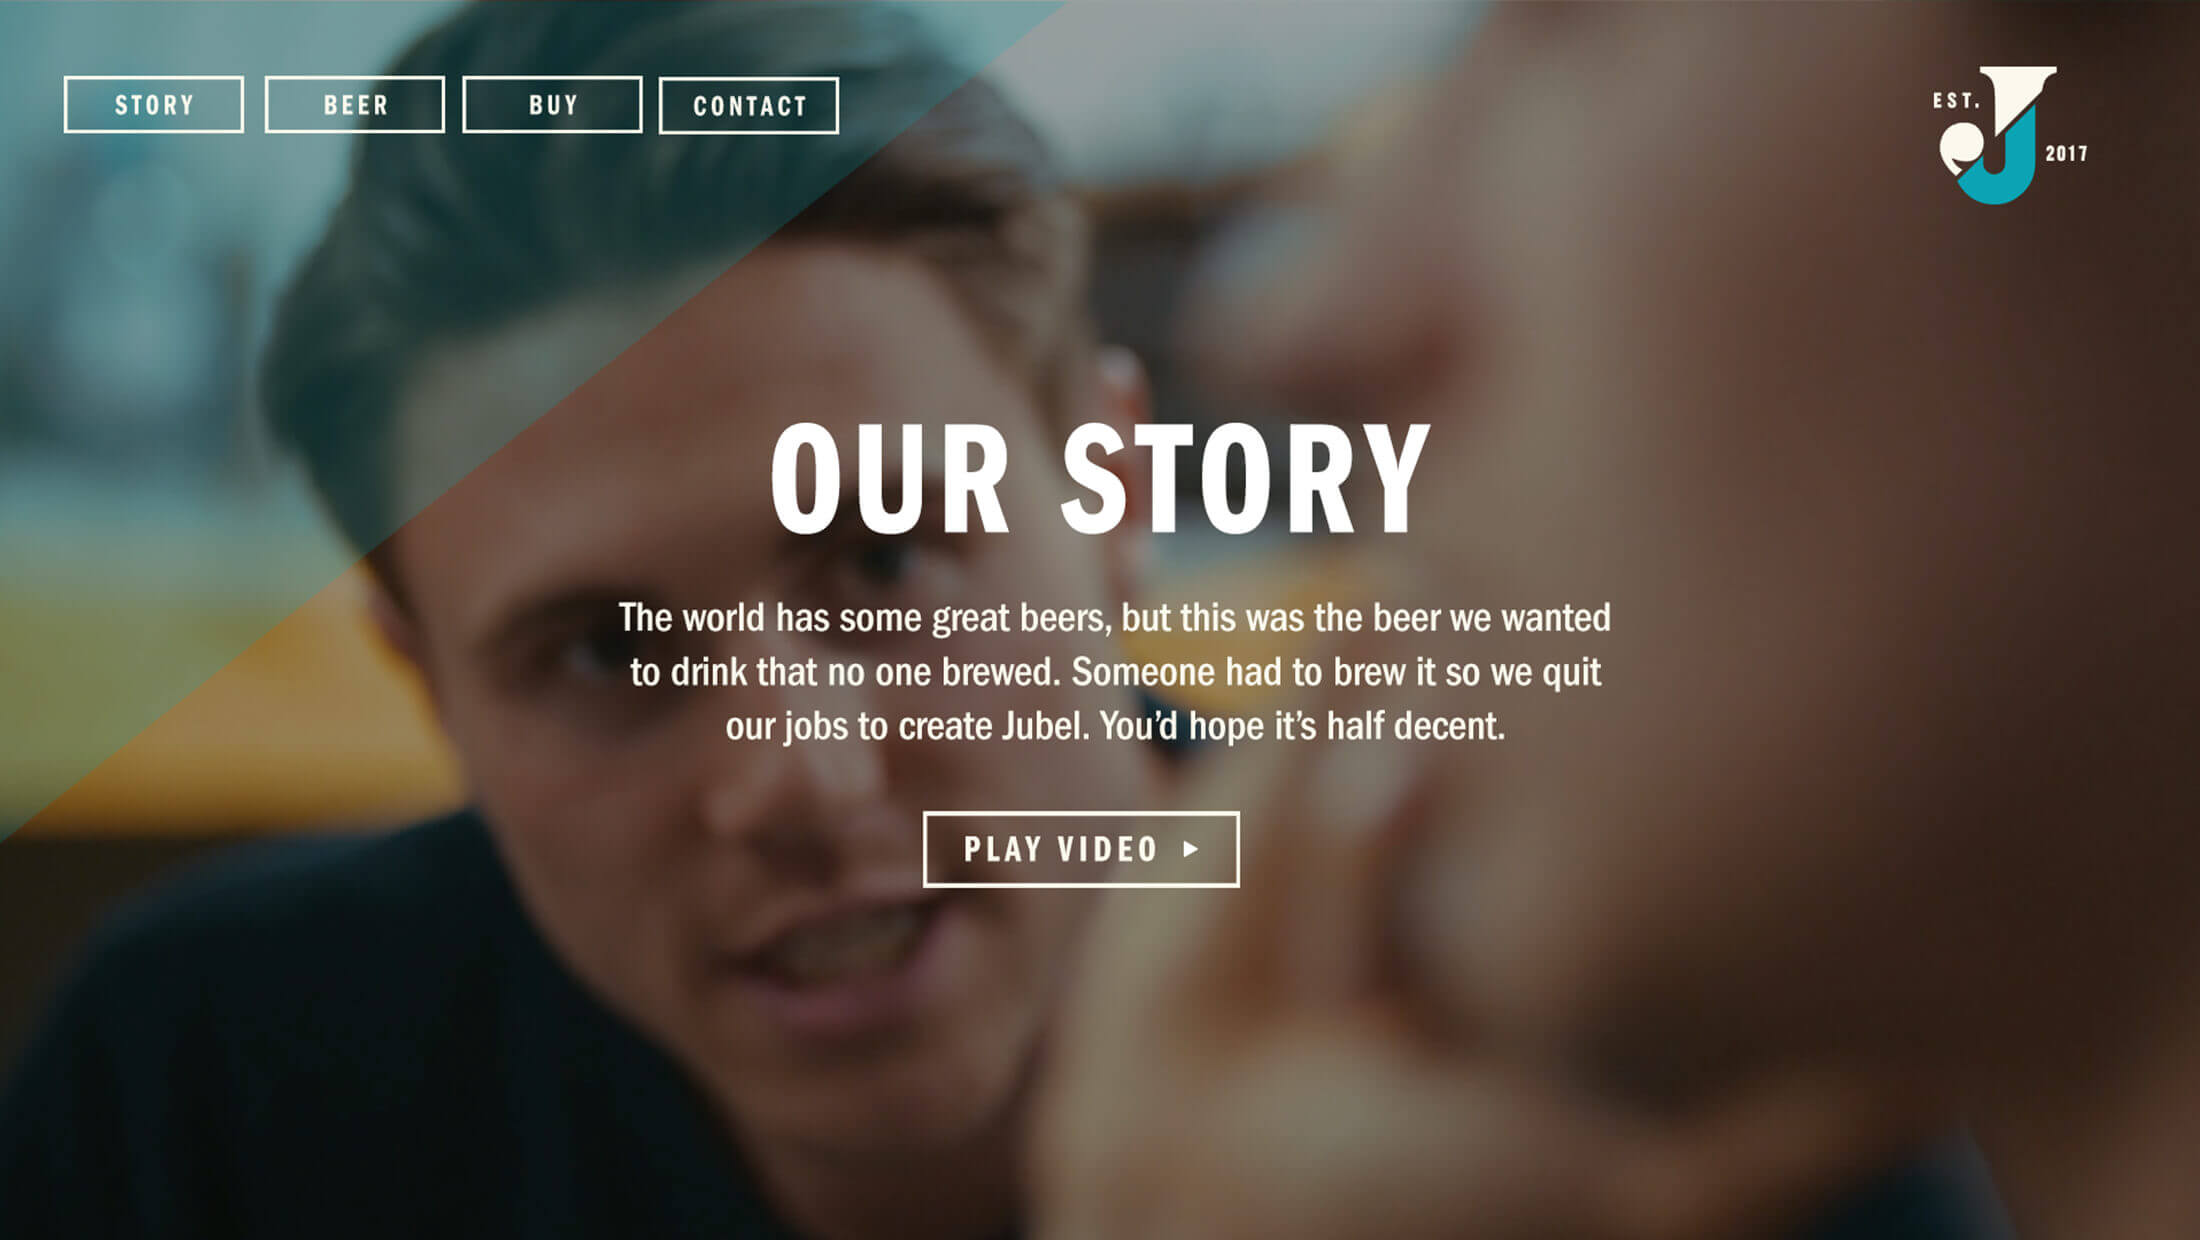 STORY
BEER
BUY
CONTACT
EST.
J
2017
OUR STORY
The world has some great beers, but this was the beer we wanted
to drink that no one brewed. Someone had to brew it so we quit
our jobs to create Jubel. You’d hope it’s half decent.
PLAY VIDEO